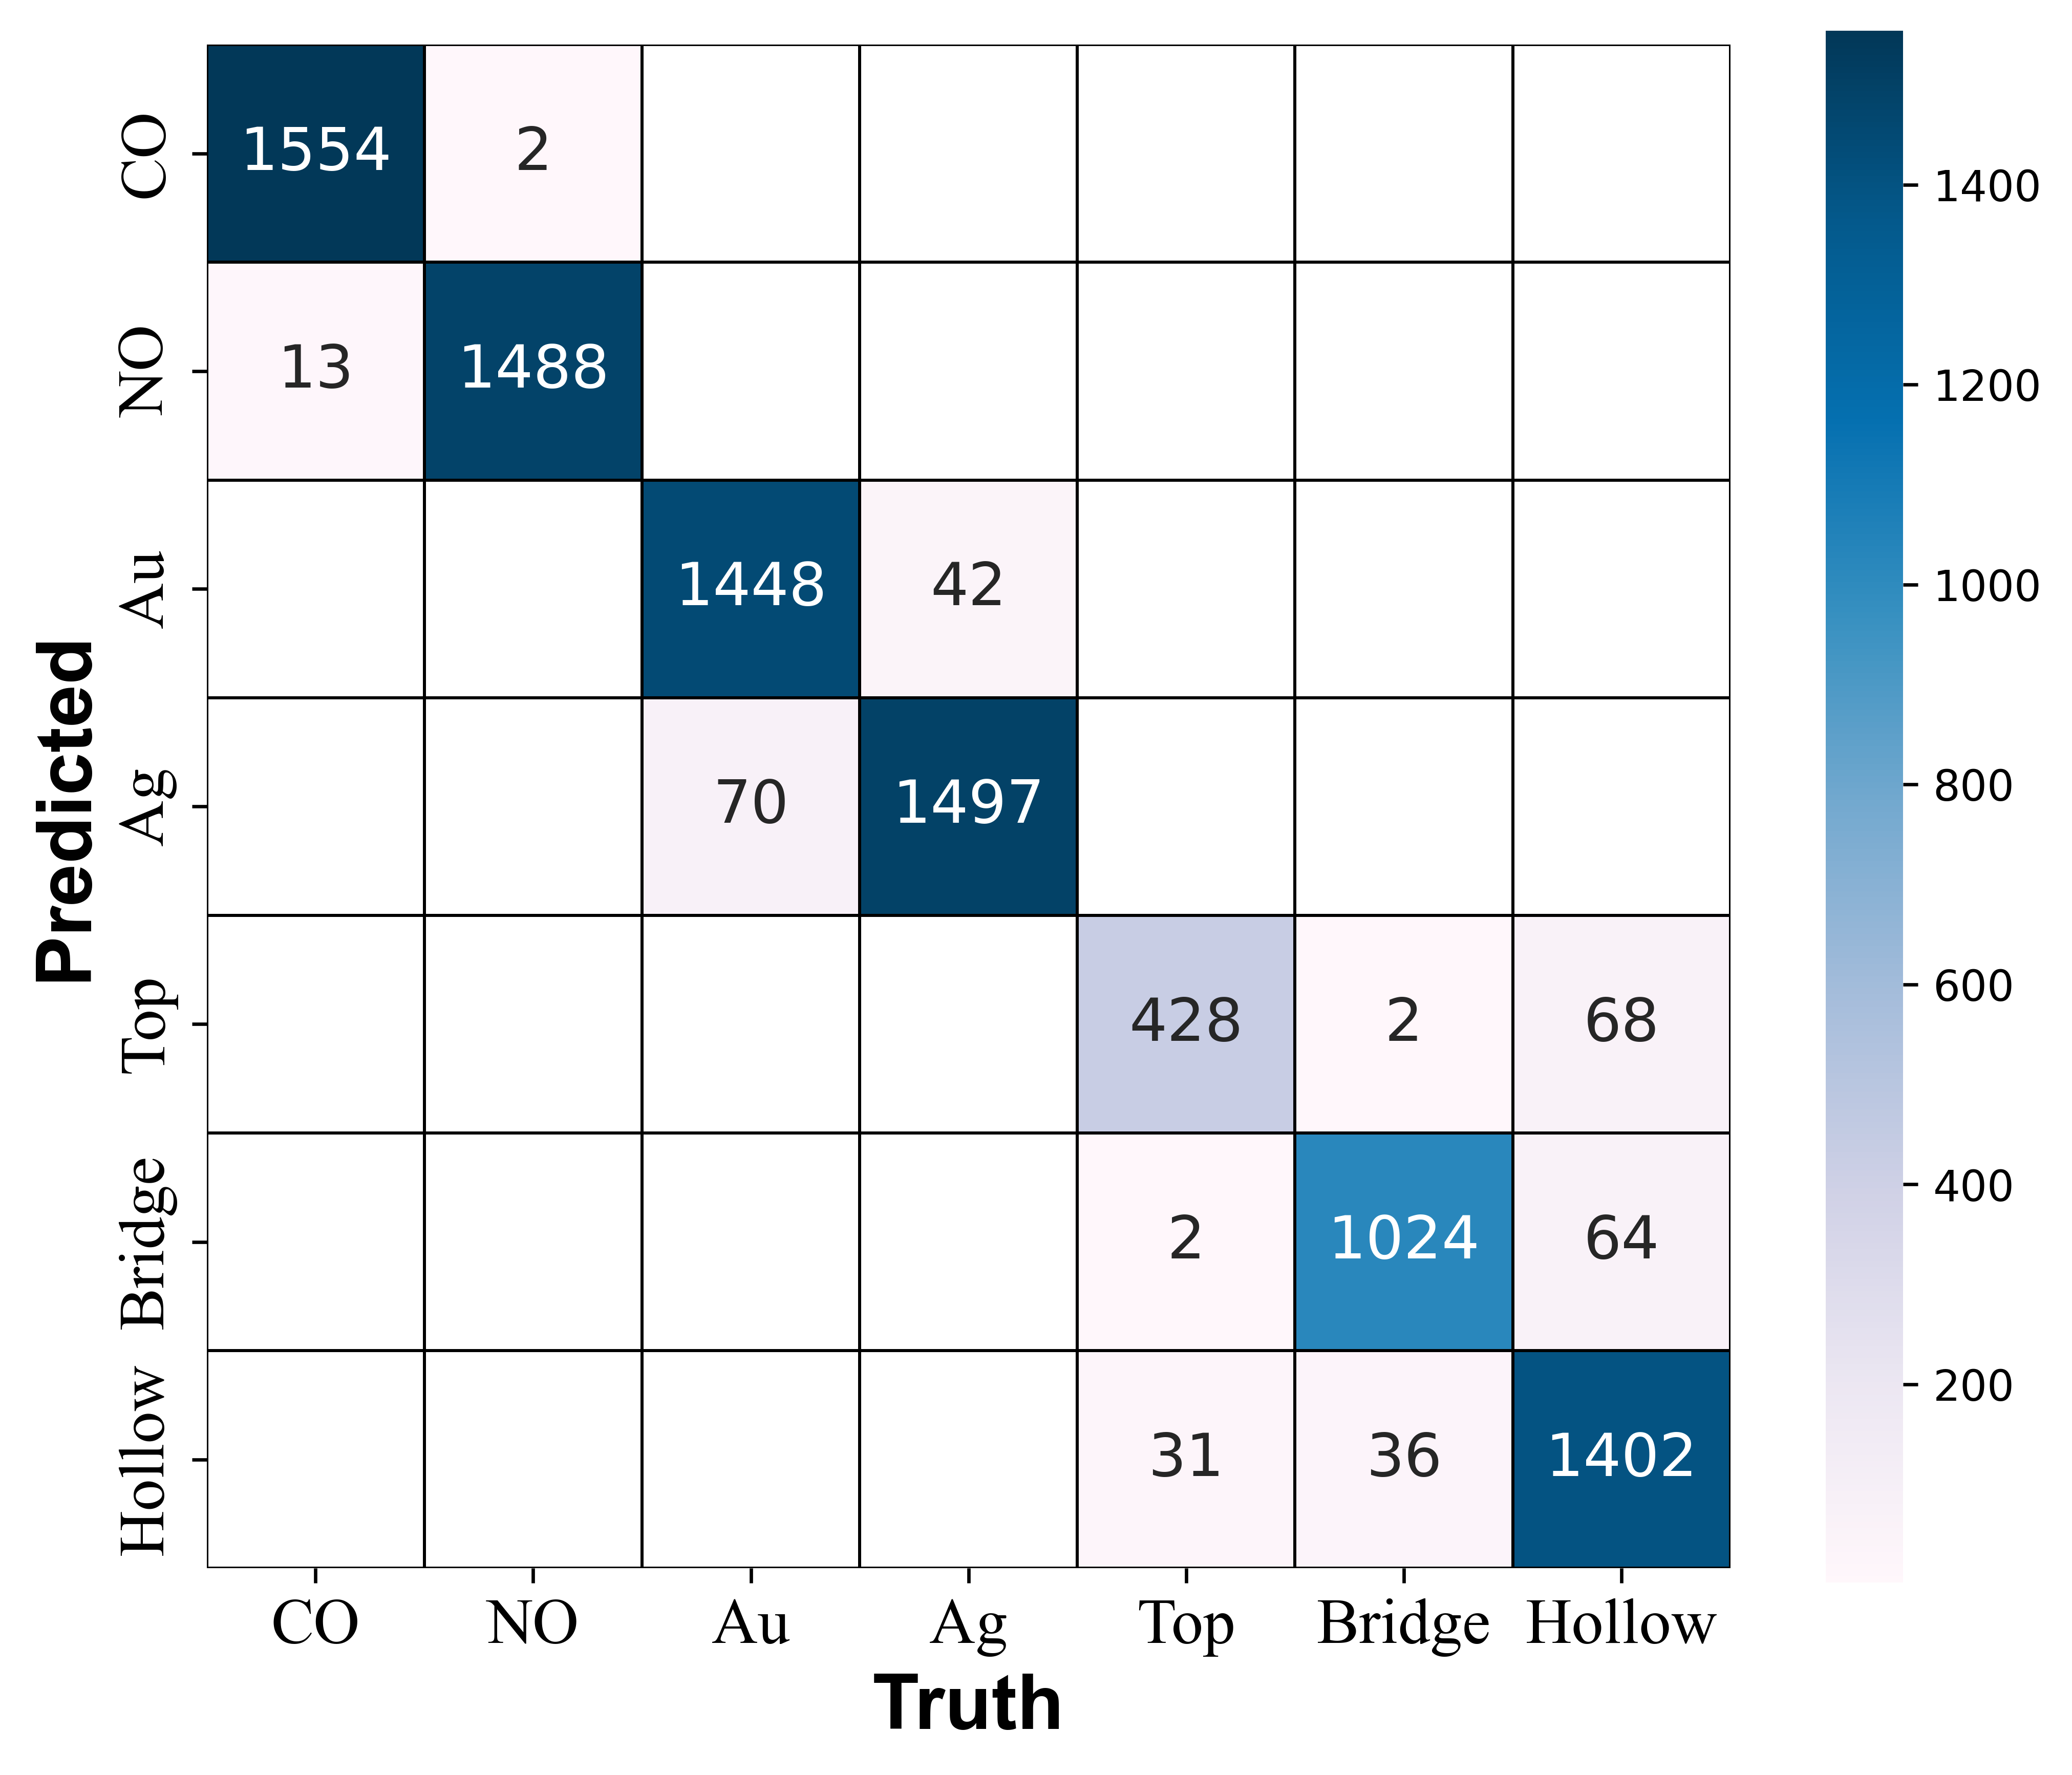 Predicted
CO
1554 2
NO
13 1488
Au
1448 42
Ag
70 1497
Top
428 2 68
Bridge
2 1024 64
Hollow
31 36 1402
CO NO Au Ag Top Bridge Hollow
Truth
1400
1200
1000
800
600
400
200